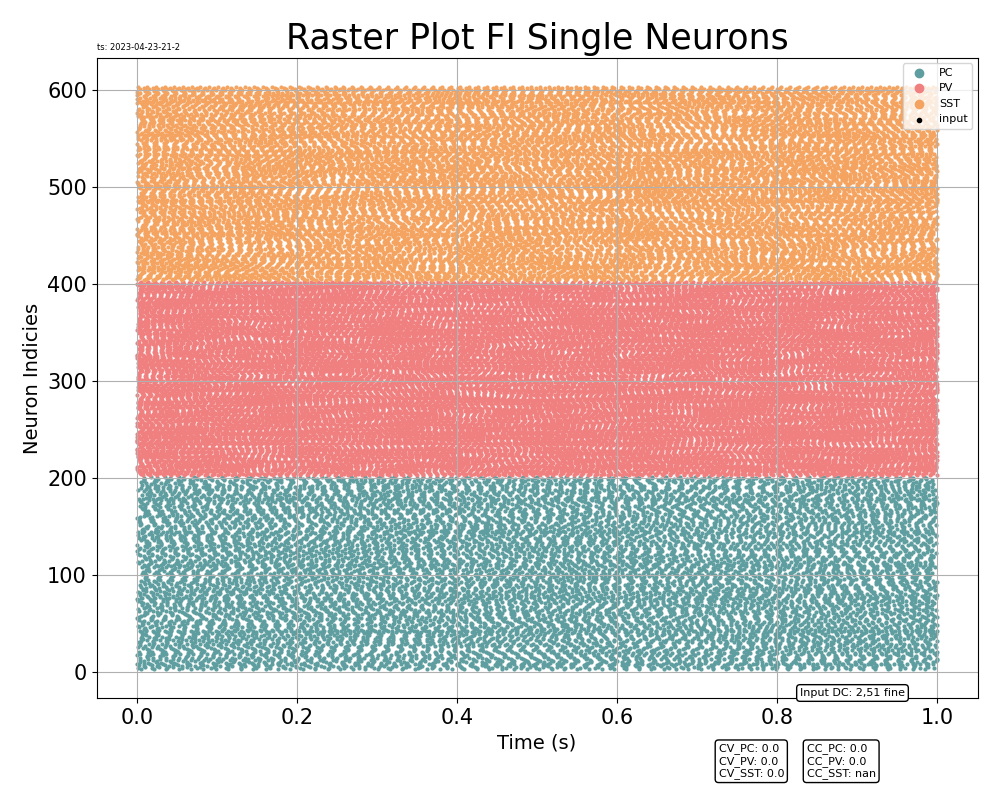 Raster Plot FI Single Neurons
ts: 2023-04-23-21-2
PC
PV
SST
input
600
500
400
300
200
100
0
Neuron Indicies
0.0 0.2 0.4 0.6 0.8 1.0
Time (s)
Input DC: 2,51 fine
CV_PC: 0.0
CV_PV: 0.0
CV_SST: 0.0
CC_PC: 0.0
CC_PV: 0.0
CC_SST: nan